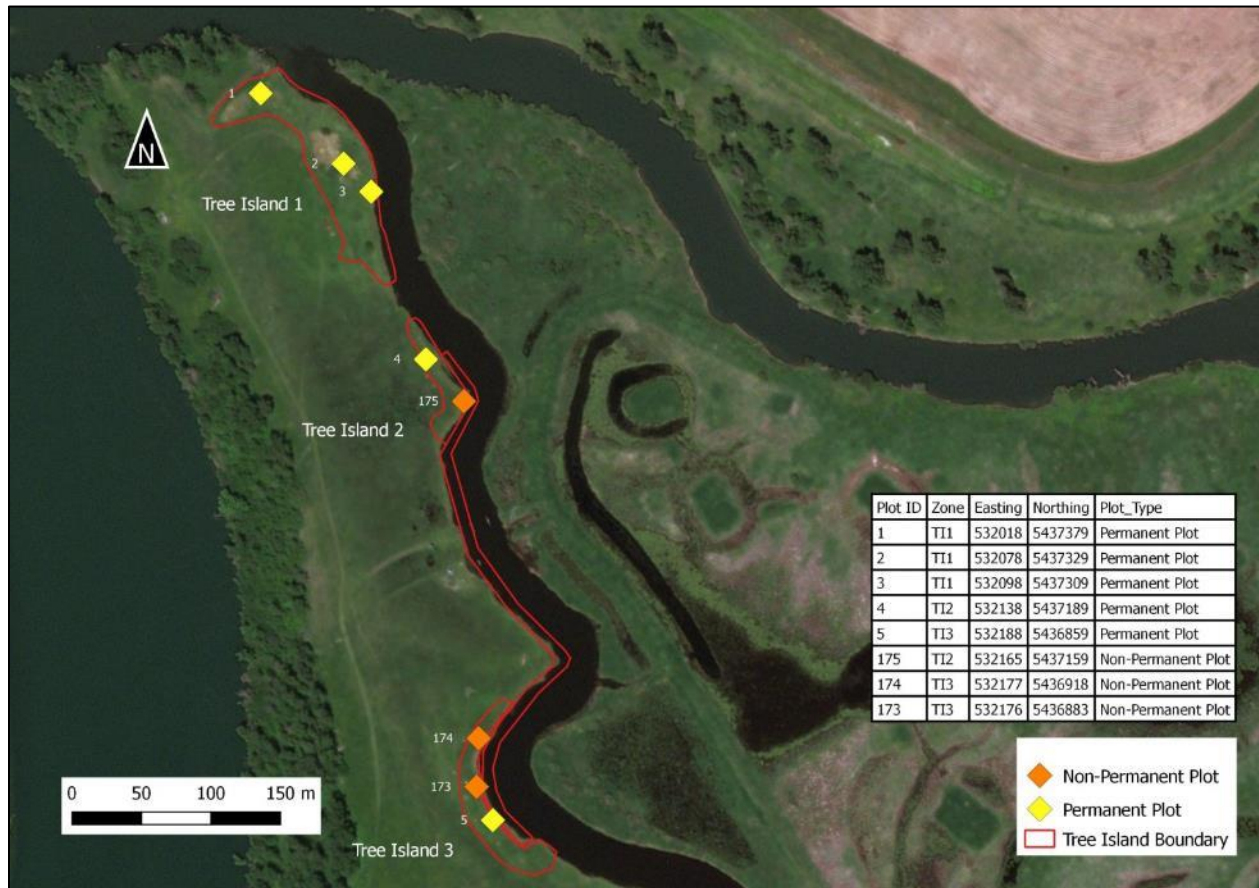 1
N
2
3
Tree Island 1
4
175
Tree Island 2
Plot ID Zone Easting Northing Plot_Type
1 TI1 532018 5437379 Permanent Plot
2 TI1 532078 5437329 Permanent Plot
3 TI1 532098 5437309 Permanent Plot
4 TI2 532138 5437189 Permanent Plot
5 TI3 532188 5436859 Permanent Plot
175 TI2 532165 5437159 Non-Permanent Plot
174 TI3 532177 5436918 Non-Permanent Plot
173 TI3 532176 5436883 Non-Permanent Plot
174
173
5
Tree Island 3
0 50 100 150 m
Non-Permanent Plot
Permanent Plot
Tree Island Boundary